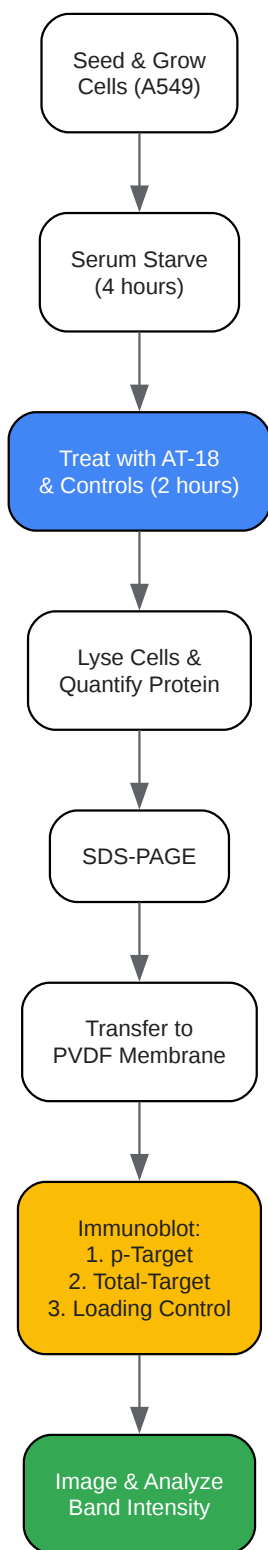 Seed & Grow
Cells (A549)
Serum Starve
(4 hours)
Treat with AT-18
& Controls (2 hours)
Lyse Cells &
Quantify Protein
SDS-PAGE
Transfer to
PVDF Membrane
Immunoblot:
1. p-Target
2. Total-Target
3. Loading Control
Image & Analyze
Band Intensity